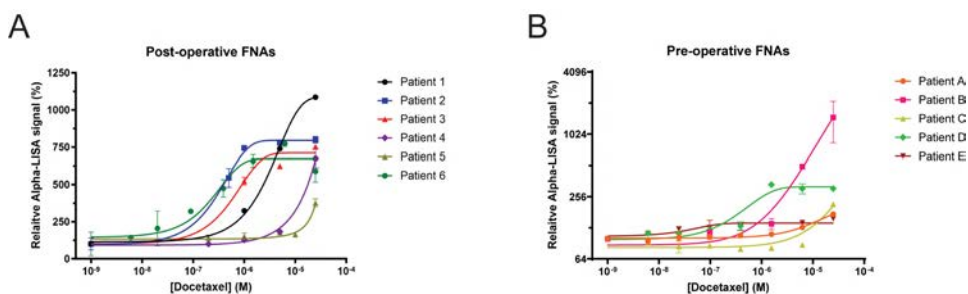 A
Post-operative FNAs
Relaitve Alpha-LISA signal (%)
1250
1000
750
500
250
0
10⁻⁹ 10⁻⁸ 10⁻⁷ 10⁻⁶ 10⁻⁵ 10⁻⁴
[Docetaxel] (M)
Patient 1
Patient 2
Patient 3
Patient 4
Patient 5
Patient 6
B
Pre-operative FNAs
Relaitve Alpha-LISA signal (%)
4096
1024
256
64
10⁻⁹ 10⁻⁸ 10⁻⁷ 10⁻⁶ 10⁻⁵ 10⁻⁴
[Docetaxel] (M)
Patient A
Patient B
Patient C
Patient D
Patient E